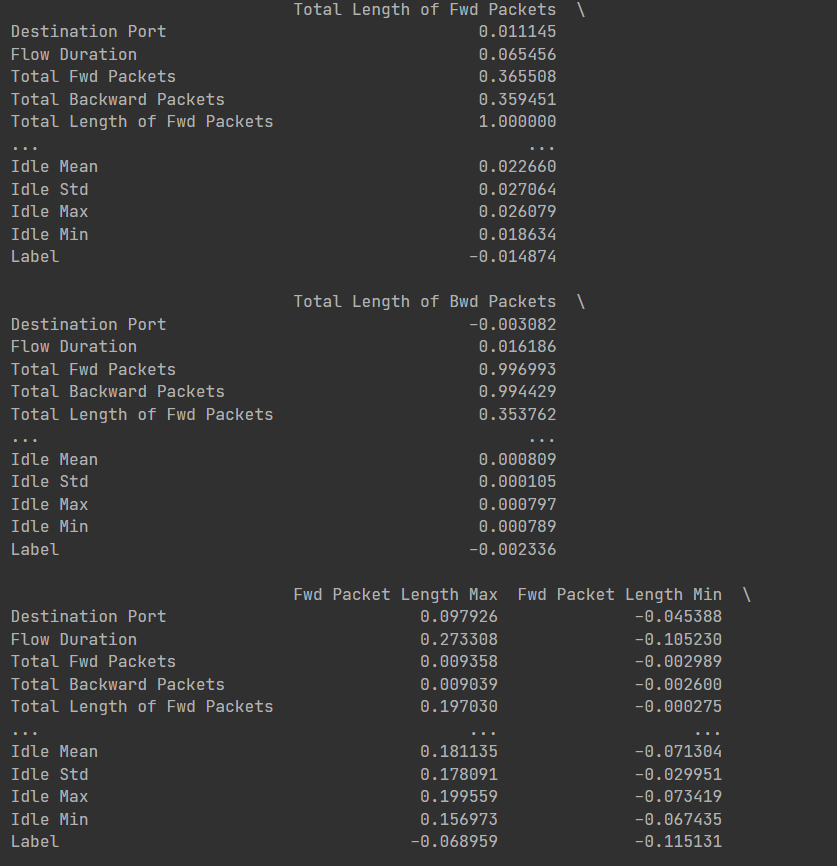 Total Length of Fwd Packets \
Destination Port 0.011145
Flow Duration 0.065456
Total Fwd Packets 0.365508
Total Backward Packets 0.359451
Total Length of Fwd Packets 1.000000
... ...
Idle Mean 0.022660
Idle Std 0.027064
Idle Max 0.026079
Idle Min 0.018634
Label -0.014874
Total Length of Bwd Packets \
Destination Port -0.003082
Flow Duration 0.016186
Total Fwd Packets 0.996993
Total Backward Packets 0.994429
Total Length of Fwd Packets 0.353762
... ...
Idle Mean 0.000809
Idle Std 0.000105
Idle Max 0.000797
Idle Min 0.000789
Label -0.002336
Fwd Packet Length Max Fwd Packet Length Min \
Destination Port 0.097926 -0.045388
Flow Duration 0.273308 -0.105230
Total Fwd Packets 0.009358 -0.002989
Total Backward Packets 0.009039 -0.002600
Total Length of Fwd Packets 0.197030 -0.000275
... ... ...
Idle Mean 0.181135 -0.071304
Idle Std 0.178091 -0.029951
Idle Max 0.199559 -0.073419
Idle Min 0.156973 -0.067435
Label -0.068959 -0.115131